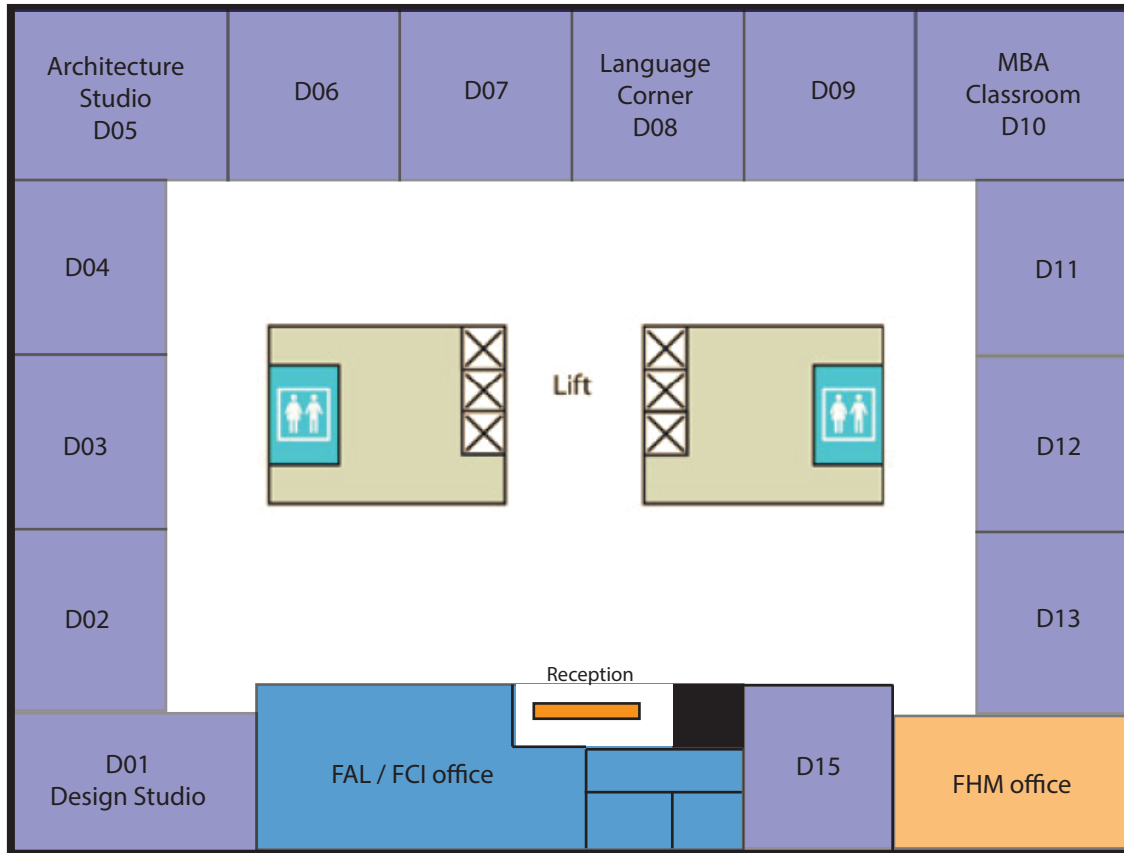 Architecture
Studio
D05
D06
D07
Language
Corner
D08
D09
MBA
Classroom
D10
D04
D11
Lift
D03
D12
D02
D13
Reception
D01
Design Studio
FAL / FCI office
D15
FHM office